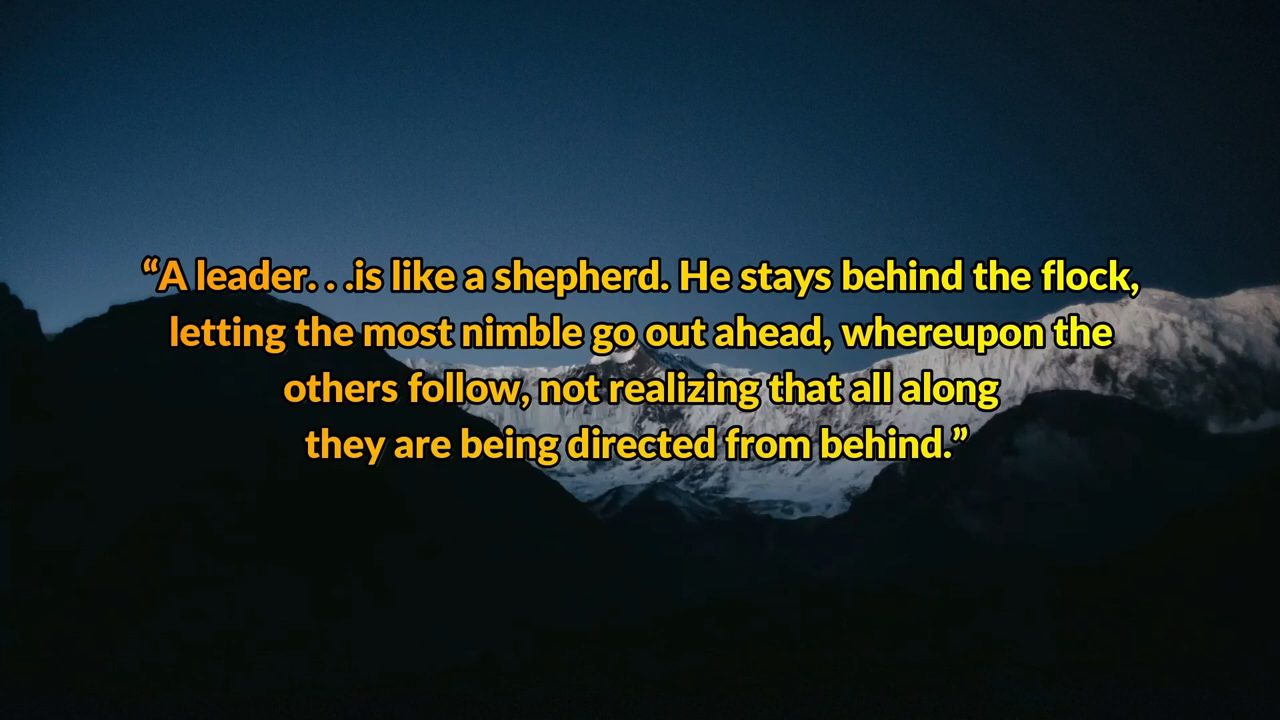 “A leader. . .is like a shepherd. He stays behind the flock,
letting the most nimble go out ahead, whereupon the
others follow, not realizing that all along
they are being directed from behind.”